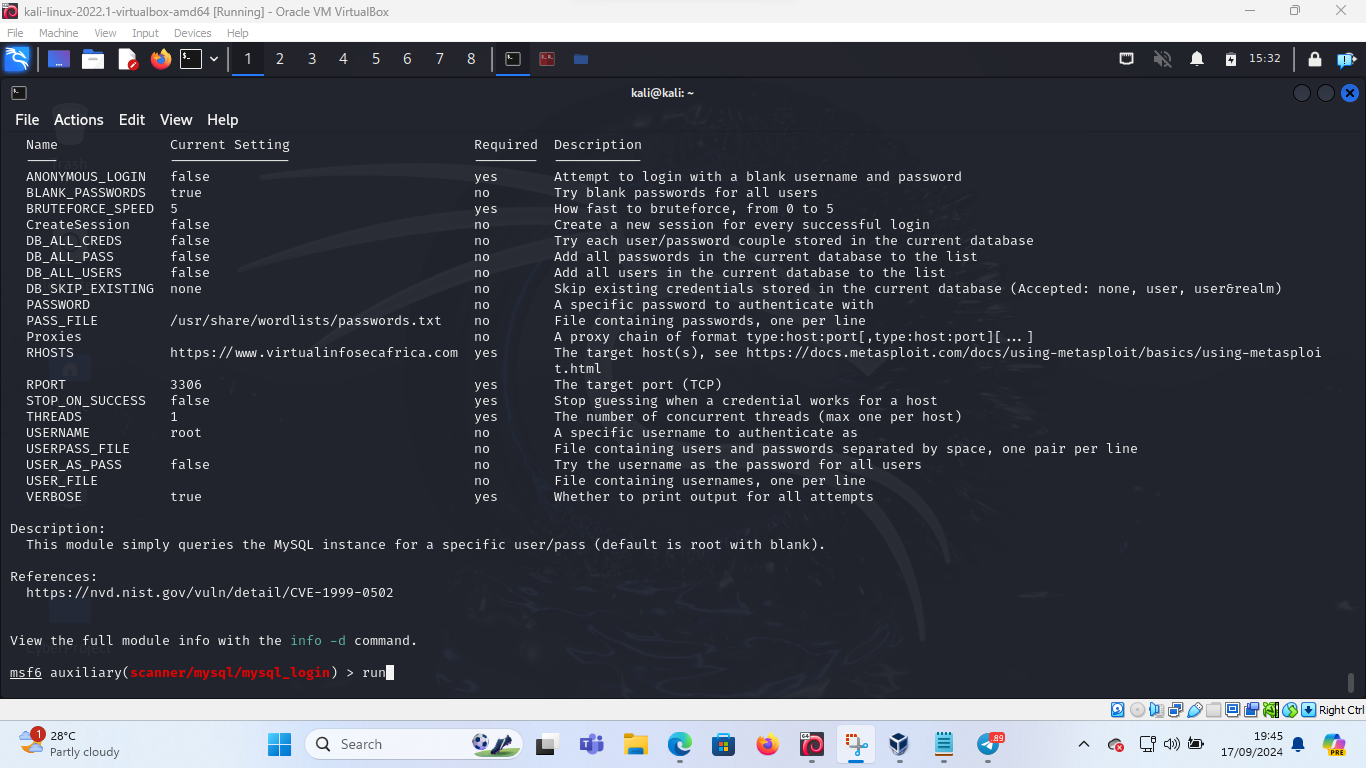 kali-linux-2022.1-virtualbox-amd64 [Running] - Oracle VM VirtualBox
File Machine View Input Devices Help
1 2 3 4 5 6 7 8 15:32
kali@kali: ~
File Actions Edit View Help
Name Current Setting Required Description
ANONYMOUS_LOGIN false yes Attempt to login with a blank username and password
BLANK_PASSWORDS true no Try blank passwords for all users
BRUTEFORCE_SPEED 5 yes How fast to bruteforce, from 0 to 5
CreateSession false no Create a new session for every successful login
DB_ALL_CREDS false no Try each user/password couple stored in the current database
DB_ALL_PASS false no Add all passwords in the current database to the list
DB_ALL_USERS false no Add all users in the current database to the list
DB_SKIP_EXISTING none no Skip existing credentials stored in the current database (Accepted: none, user, user&realm)
PASSWORD no A specific password to authenticate with
PASS_FILE /usr/share/wordlists/passwords.txt no File containing passwords, one per line
Proxies no A proxy chain of format type:host:port[,type:host:port][...]
RHOSTS https://www.virtualinfosecafrica.com yes The target host(s), see https://docs.metasploit.com/docs/using-metasploit/basics/using-metasploi
t.html
RPORT 3306 yes The target port (TCP)
STOP_ON_SUCCESS false yes Stop guessing when a credential works for a host
THREADS 1 yes The number of concurrent threads (max one per host)
USERNAME root no A specific username to authenticate as
USERPASS_FILE no File containing users and passwords separated by space, one pair per line
USER_AS_PASS false no Try the username as the password for all users
USER_FILE no File containing usernames, one per line
VERBOSE true yes Whether to print output for all attempts
Description:
This module simply queries the MySQL instance for a specific user/pass (default is root with blank).
References:
https://nvd.nist.gov/vuln/detail/CVE-1999-0502
View the full module info with the info -d command.
CyberProject
msf6 auxiliary(scanner/mysql/mysql_login) > run
Right Ctrl
1 28°C
Partly cloudy
Search
89
PRE
19:45
17/09/2024